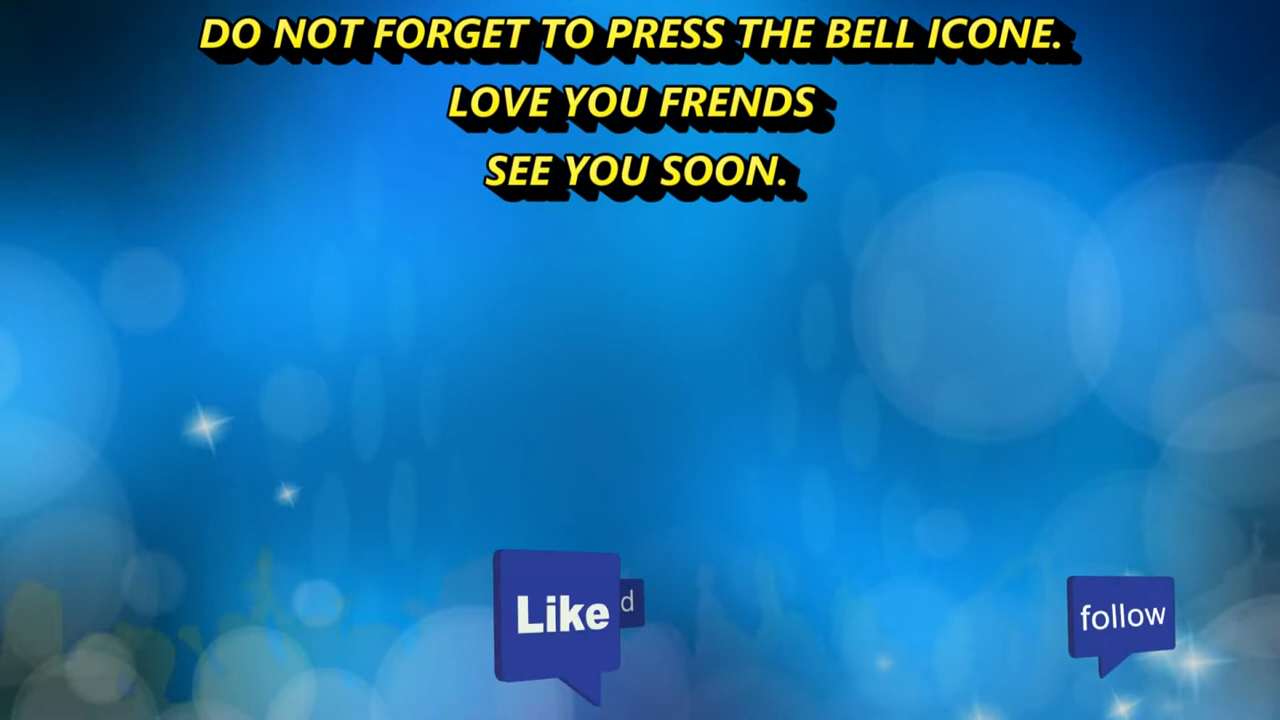 DO NOT FORGET TO PRESS THE BELL ICONE.
LOVE YOU FRENDS
SEE YOU SOON.
Like
d
follow